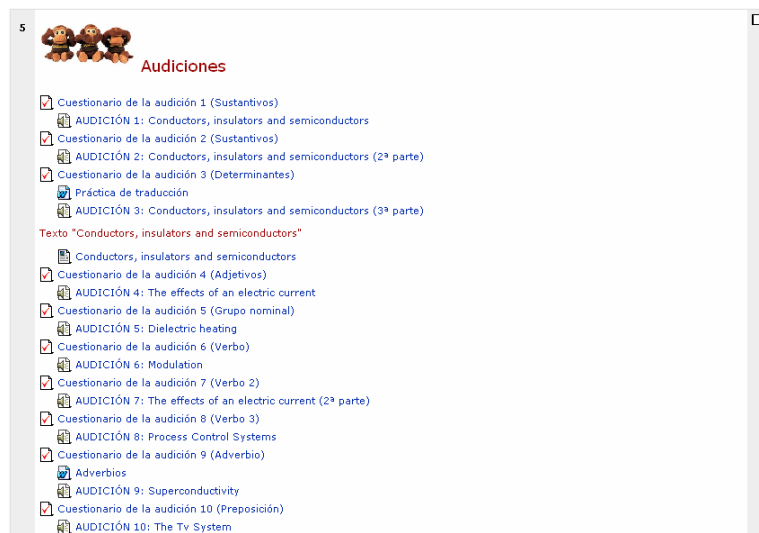 5
Audiciones
Cuestionario de la audición 1 (Sustantivos)
AUDICIÓN 1: Conductors, insulators and semiconductors
Cuestionario de la audición 2 (Sustantivos)
AUDICIÓN 2: Conductors, insulators and semiconductors (2ª parte)
Cuestionario de la audición 3 (Determinantes)
Práctica de traducción
AUDICIÓN 3: Conductors, insulators and semiconductors (3ª parte)
Texto "Conductors, insulators and semiconductors"
Conductors, insulators and semiconductors
Cuestionario de la audición 4 (Adjetivos)
AUDICIÓN 4: The effects of an electric current
Cuestionario de la audición 5 (Grupo nominal)
AUDICIÓN 5: Dielectric heating
Cuestionario de la audición 6 (Verbo)
AUDICIÓN 6: Modulation
Cuestionario de la audición 7 (Verbo 2)
AUDICIÓN 7: The effects of an electric current (2ª parte)
Cuestionario de la audición 8 (Verbo 3)
AUDICIÓN 8: Process Control Systems
Cuestionario de la audición 9 (Adverbio)
Adverbios
AUDICIÓN 9: Superconductivity
Cuestionario de la audición 10 (Preposición)
AUDICIÓN 10: The Tv System